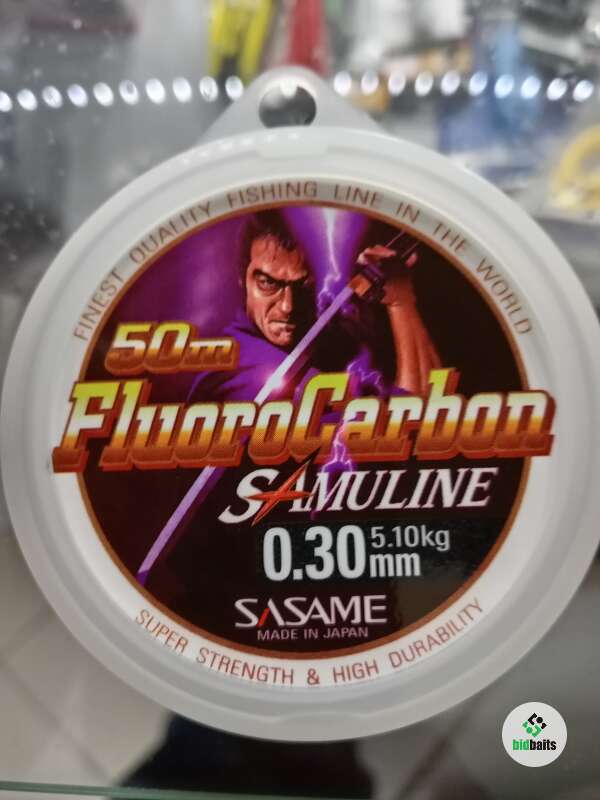 FINEST QUALITY FISHING LINE IN THE WORLD
50m
FluoroCarbon
SAMULINE
0.30mm 5.10kg
SASAME
MADE IN JAPAN
SUPER STRENGTH & HIGH DURABILITY
bidbaits